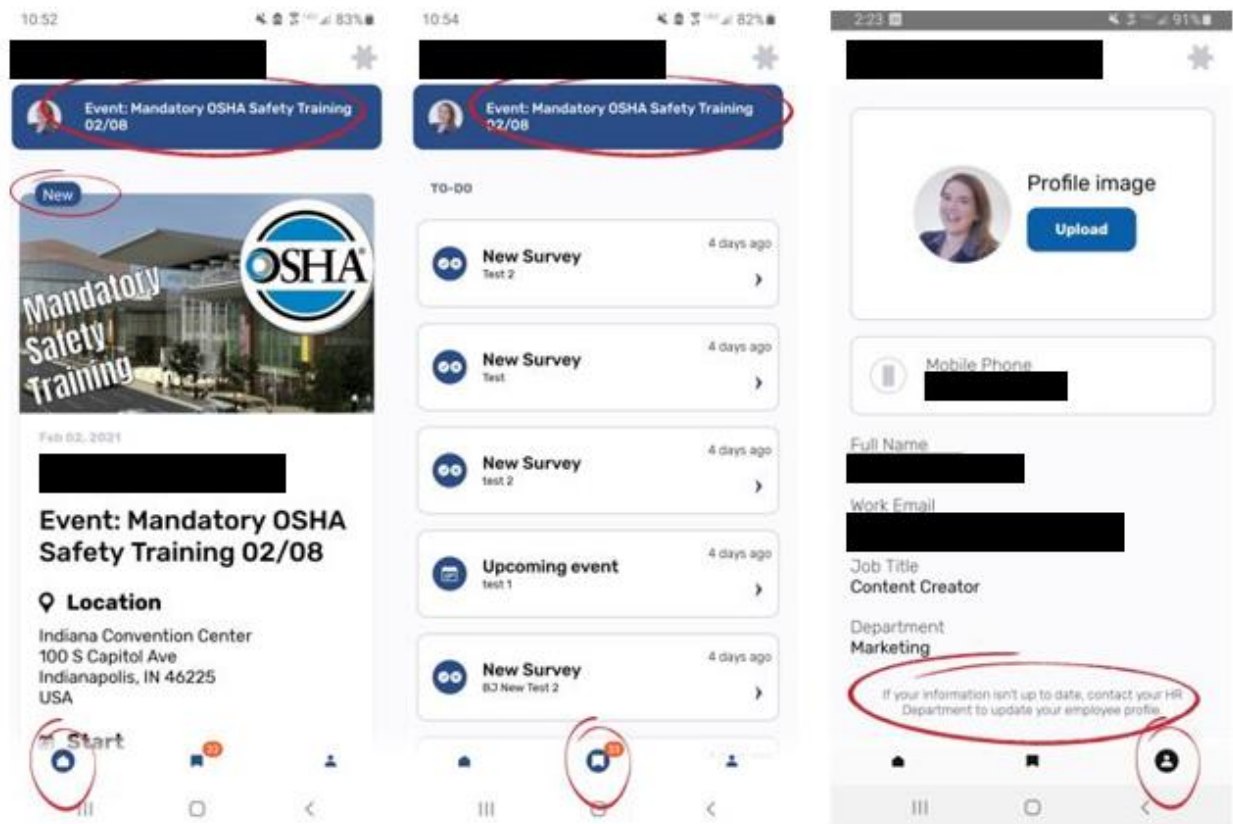 10:52
83%
Event: Mandatory OSHA Safety Training
02/08
New
OSHA
Mandatory
Safety
Training
Feb 02, 2021
Event: Mandatory OSHA
Safety Training 02/08
Location
Indiana Convention Center
100 S Capitol Ave
Indianapolis, IN 46225
USA
Start
33
10:54
82%
Event: Mandatory OSHA Safety Training
02/08
TO-DO
New Survey
4 days ago
Test 2
New Survey
4 days ago
Test
New Survey
4 days ago
test 2
Upcoming event
4 days ago
test 1
New Survey
4 days ago
BJ New Test 2
33
2:23
91%
Profile image
Upload
Mobile Phone
Full Name
Work Email
Job Title
Content Creator
Department
Marketing
If your information isn't up to date, contact your HR
Department to update your employee profile.